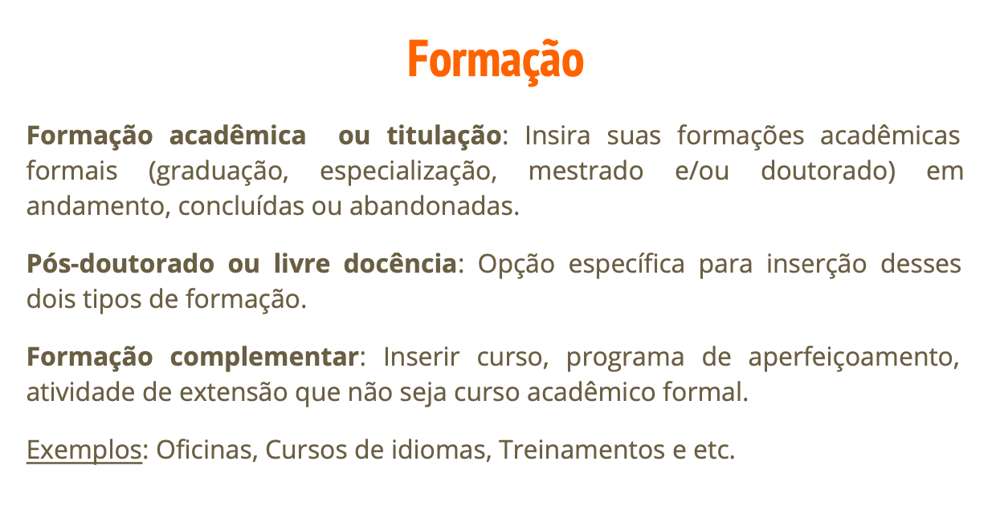 Formação
Formação acadêmica ou titulação: Insira suas formações acadêmicas
formais (graduação, especialização, mestrado e/ou doutorado) em
andamento, concluídas ou abandonadas.
Pós-doutorado ou livre docência: Opção específica para inserção desses
dois tipos de formação.
Formação complementar: Inserir curso, programa de aperfeiçoamento,
atividade de extensão que não seja curso acadêmico formal.
Exemplos: Oficinas, Cursos de idiomas, Treinamentos e etc.